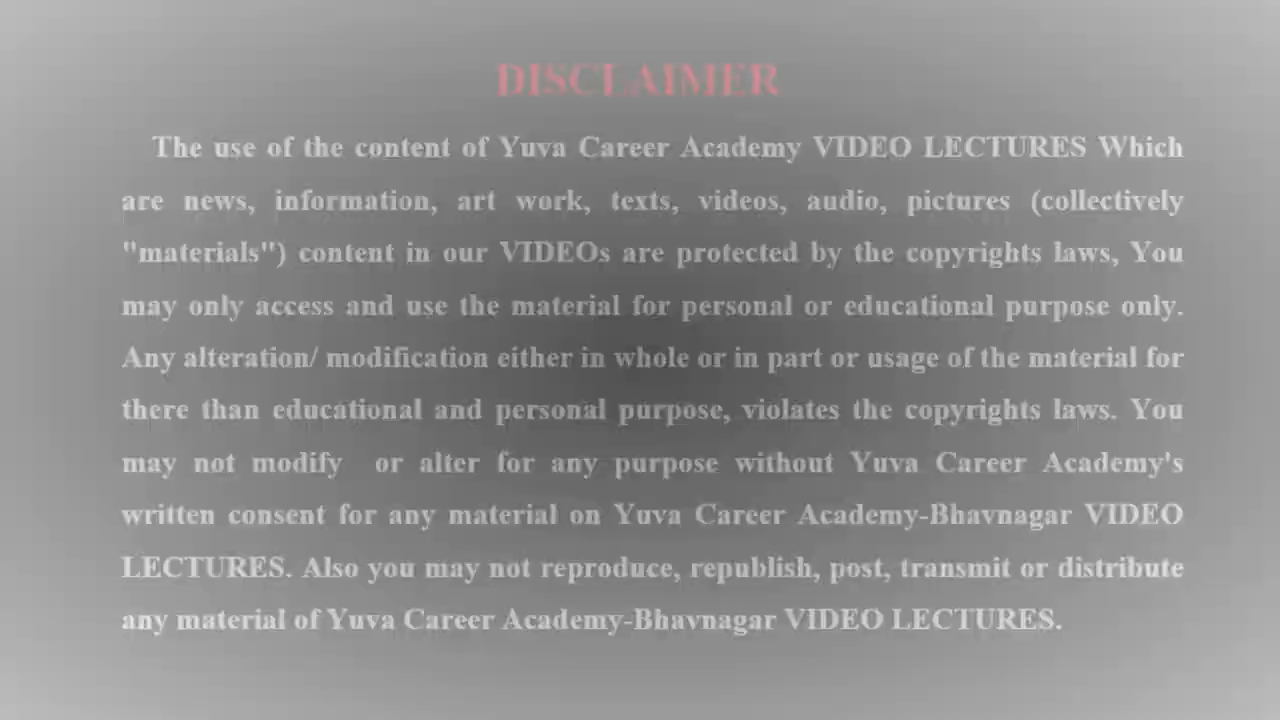 DISCLAIMER
The use of the content of Yuva Career Academy VIDEO LECTURES Which
are news, information, art work, texts, videos, audio, pictures (collectively
"materials") content in our VIDEOs are protected by the copyrights laws, You
may only access and use the material for personal or educational purpose only.
Any alteration/ modification either in whole or in part or usage of the material for
there than educational and personal purpose, violates the copyrights laws. You
may not modify or alter for any purpose without Yuva Career Academy's
written consent for any material on Yuva Career Academy-Bhavnagar VIDEO
LECTURES. Also you may not reproduce, republish, post, transmit or distribute
any material of Yuva Career Academy-Bhavnagar VIDEO LECTURES.